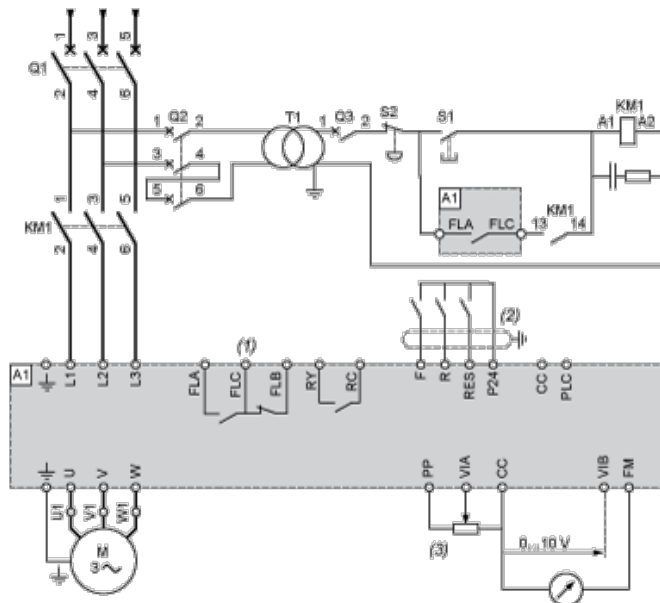 1 3 5
Q1
2 4 6
1 Q2 2
T1
1 Q3 2
S2
S1
KM1
A1 A2
3 4
5 6
A1
FLA FLC
13 KM1 14
1 3 5
KM1
2 4 6
(1)
(2)
A1
L1 L2 L3
FLA FLC FLB RY RC
F R RES P24
CC PLC
U V W
PP VIA CC VIB FM
U1 V1 W1
M
3
(3)
0 ... 10 V